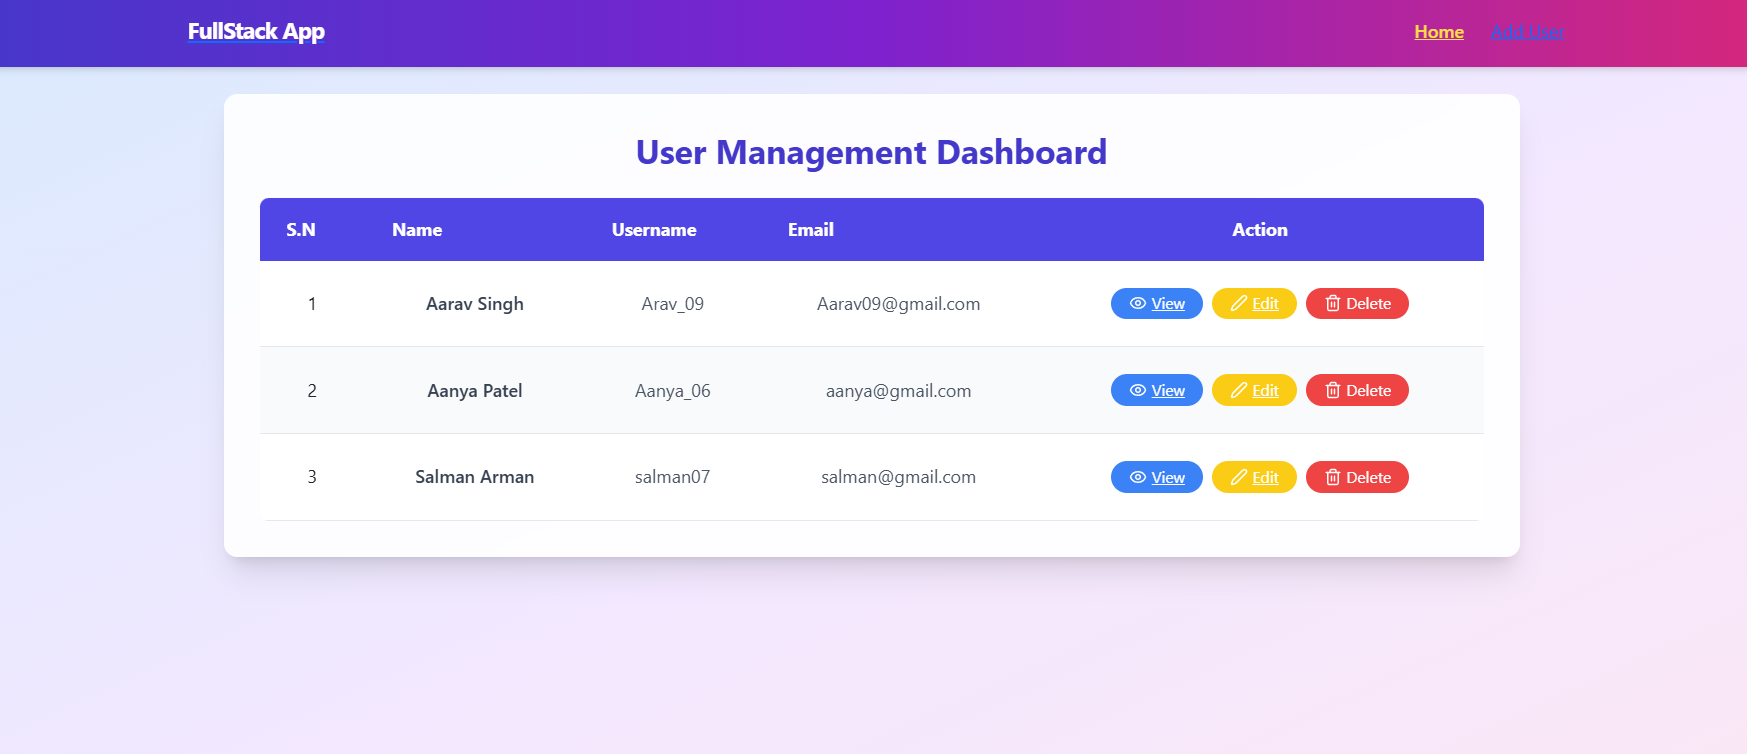 FullStack App Home Add User
User Management Dashboard
S.N Name Username Email Action
1 Aarav Singh Arav_09 Aarav09@gmail.com View Edit Delete
2 Aanya Patel Aanya_06 aanya@gmail.com View Edit Delete
3 Salman Arman salman07 salman@gmail.com View Edit Delete